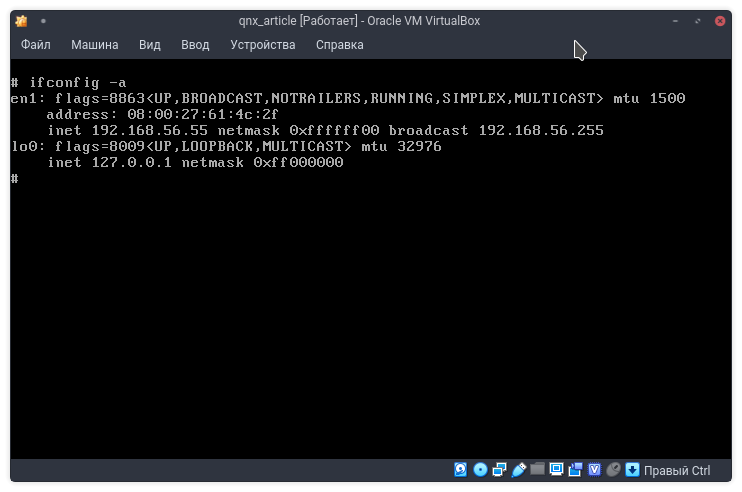 qnx_article [Работает] - Oracle VM VirtualBox
Файл Машина Вид Ввод Устройства Справка
# ifconfig -a
en1: flags=8863<UP,BROADCAST,NOTRAILERS,RUNNING,SIMPLEX,MULTICAST> mtu 1500
address: 08:00:27:61:4c:2f
inet 192.168.56.55 netmask 0xffffff00 broadcast 192.168.56.255
lo0: flags=8009<UP,LOOPBACK,MULTICAST> mtu 32976
inet 127.0.0.1 netmask 0xff000000
#
Правый Ctrl